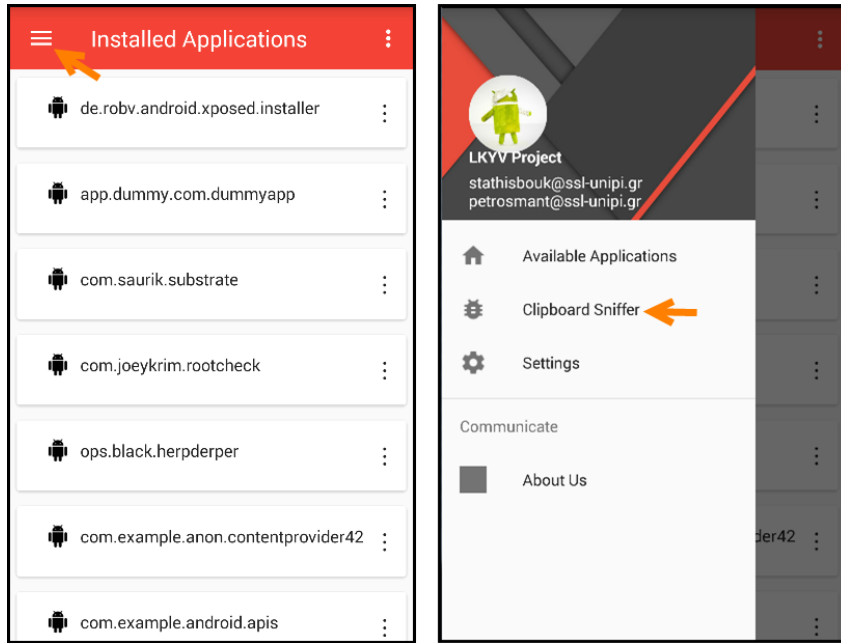 Installed Applications
de.robv.android.xposed.installer
app.dummy.com.dummyapp
com.saurik.substrate
com.joeykrim.rootcheck
ops.black.herpderper
com.example.anon.contentprovider42
com.example.android.apis
LKYV Project
stathisbouk@ssl-unipi.gr
petrosmant@ssl-unipi.gr
Available Applications
Clipboard Sniffer
Settings
Communicate
About Us
der42